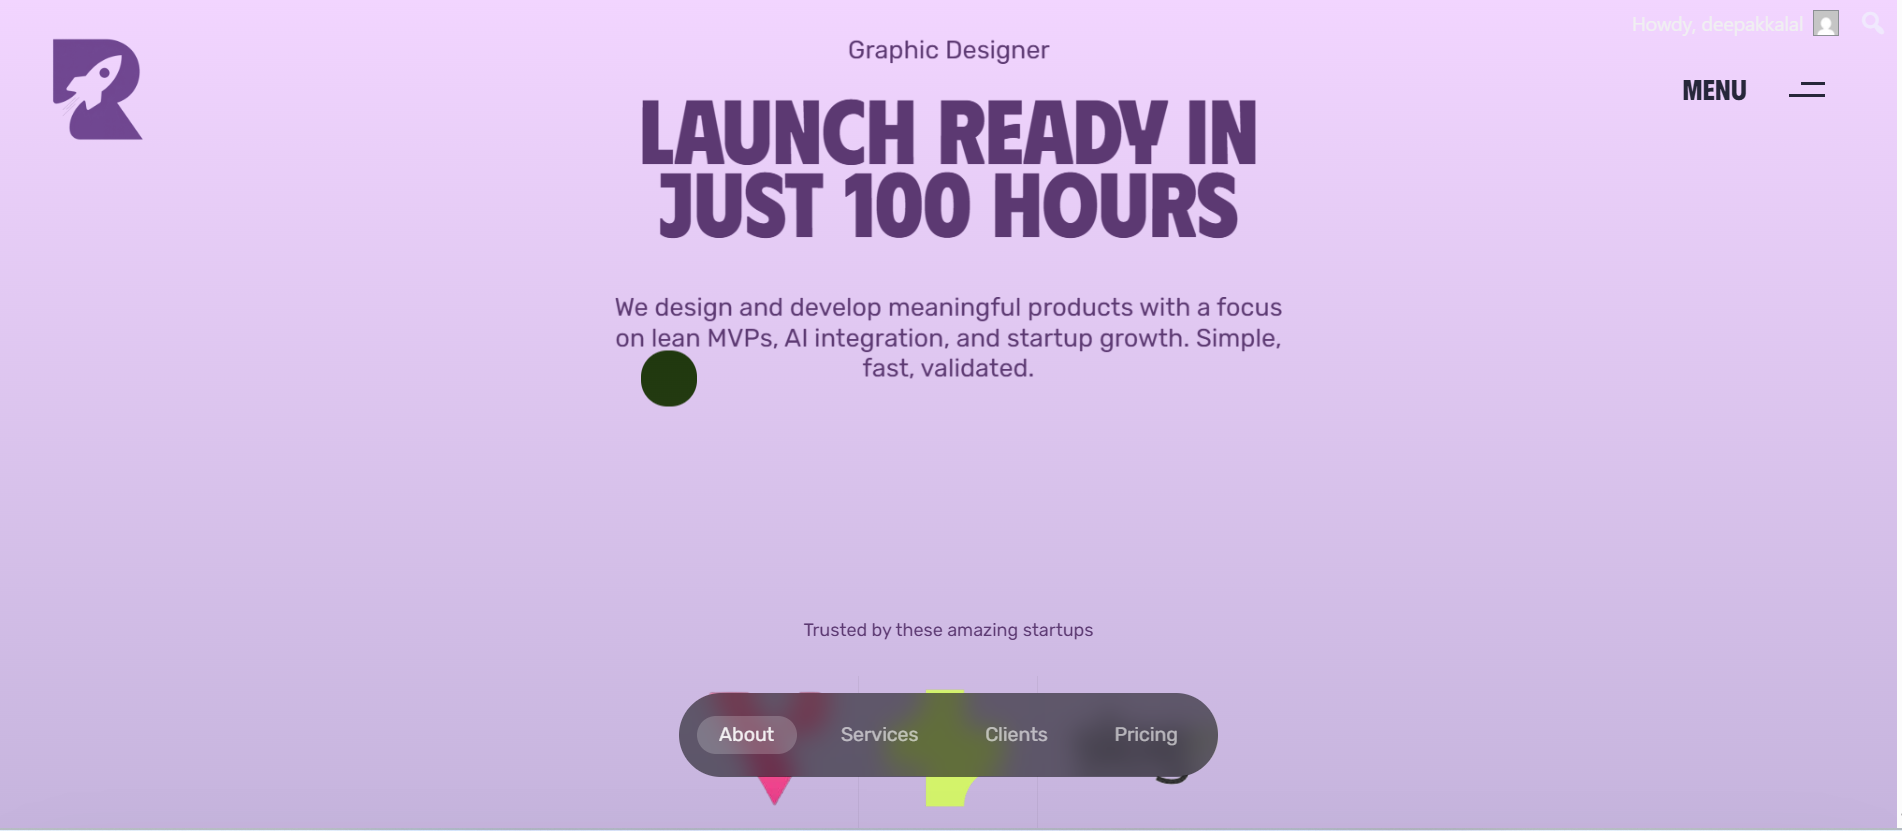 Howdy, deepakkalal
Graphic Designer
MENU
LAUNCH READY IN
JUST 100 HOURS
We design and develop meaningful products with a focus
on lean MVPs, AI integration, and startup growth. Simple,
fast, validated.
Trusted by these amazing startups
About Services Clients Pricing